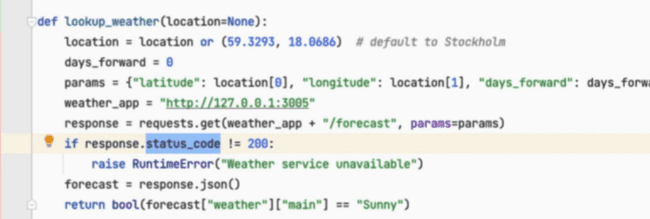 def lookup_weather(location=None):
location = location or (59.3293, 18.0686) # default to Stockholm
days_forward = 0
params = {"latitude": location[0], "longitude": location[1], "days_forward": days_forwa
weather_app = "http://127.0.0.1:3005"
response = requests.get(weather_app + "/forecast", params=params)
if response.status_code != 200:
raise RuntimeError("Weather service unavailable")
forecast = response.json()
return bool(forecast["weather"]["main"] == "Sunny")